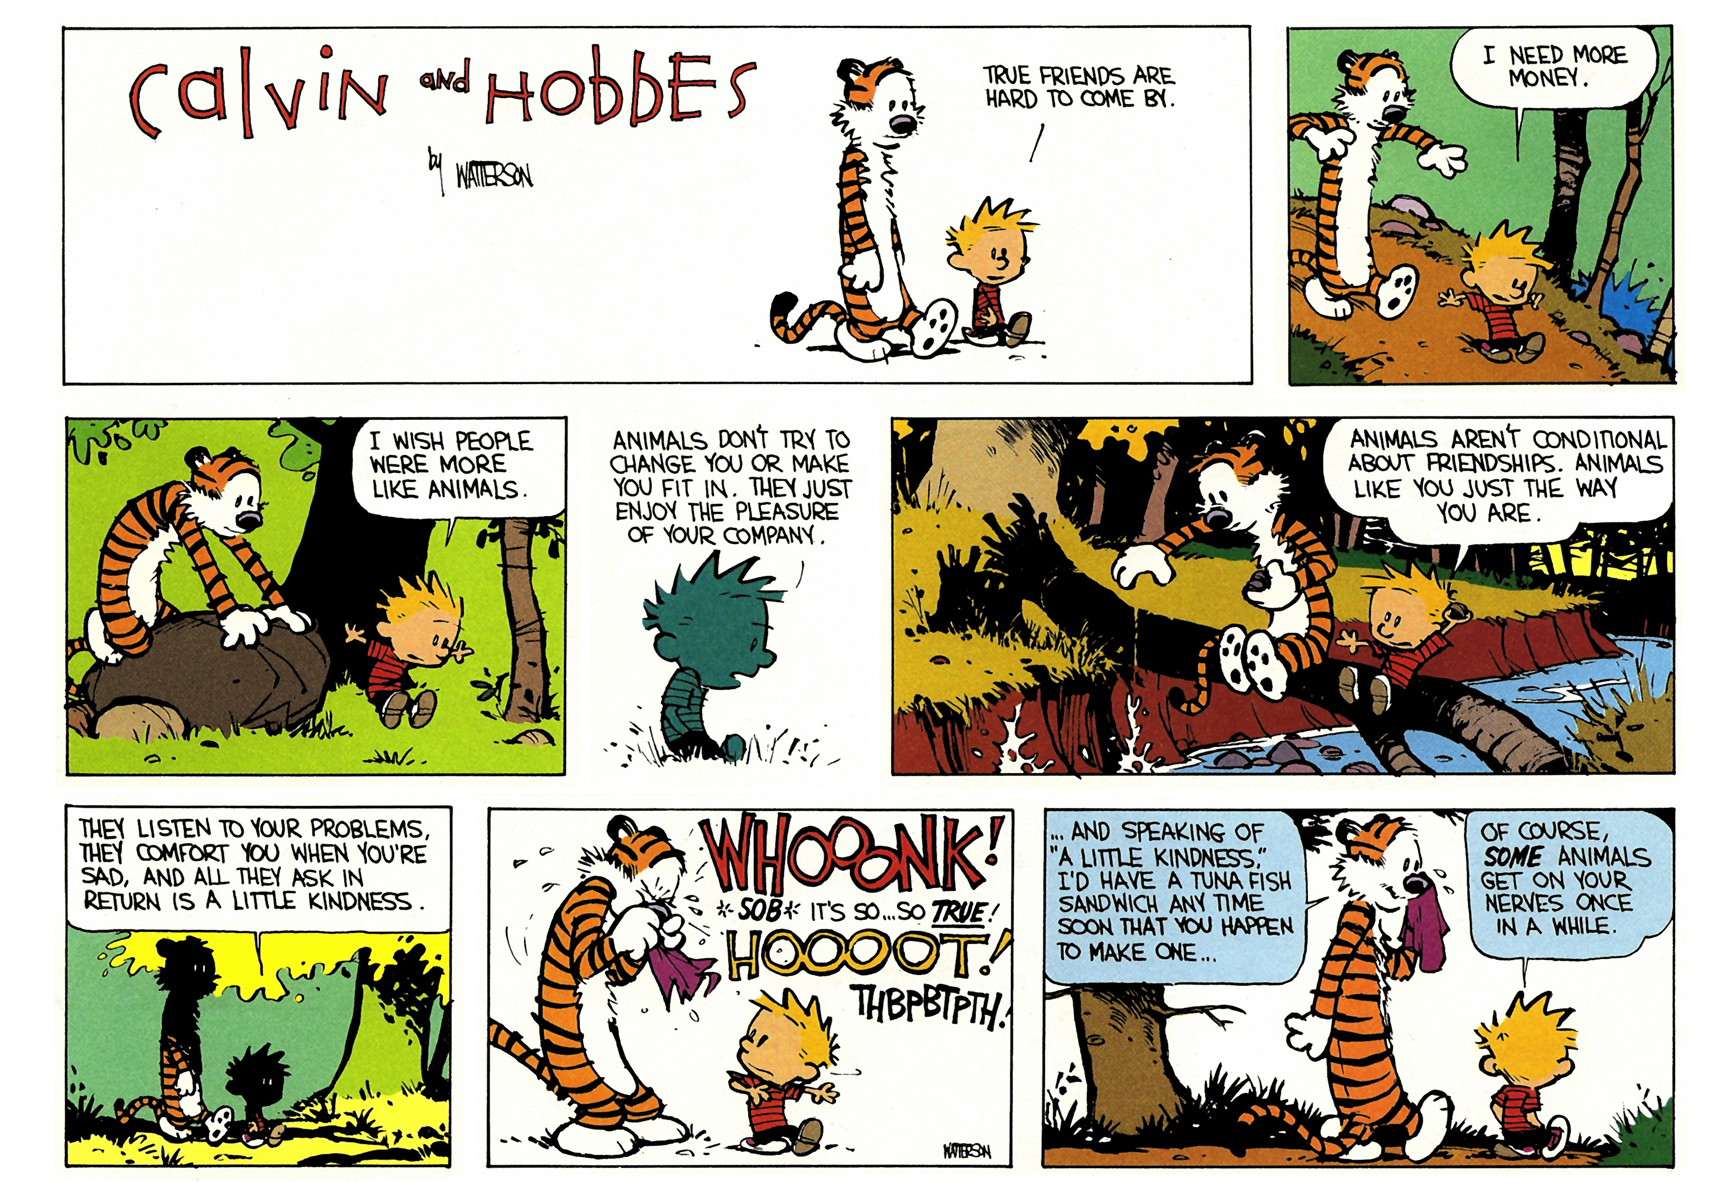 Calvin and Hobbes
by WATTERSON
TRUE FRIENDS ARE
HARD TO COME BY.
I NEED MORE
MONEY.
I WISH PEOPLE
WERE MORE
LIKE ANIMALS.
ANIMALS DON'T TRY TO
CHANGE YOU OR MAKE
YOU FIT IN. THEY JUST
ENJOY THE PLEASURE
OF YOUR COMPANY.
ANIMALS AREN'T CONDITIONAL
ABOUT FRIENDSHIPS. ANIMALS
LIKE YOU JUST THE WAY
YOU ARE.
THEY LISTEN TO YOUR PROBLEMS,
THEY COMFORT YOU WHEN YOU'RE
SAD, AND ALL THEY ASK IN
RETURN IS A LITTLE KINDNESS.
WHOOONK!
*SOB* IT'S SO...SO TRUE!
HOOOOT!
THBPBTPTH!
WATTERSON
...AND SPEAKING OF
"A LITTLE KINDNESS,"
I'D HAVE A TUNA FISH
SANDWICH ANY TIME
SOON THAT YOU HAPPEN
TO MAKE ONE...
OF COURSE,
SOME ANIMALS
GET ON YOUR
NERVES ONCE
IN A WHILE.